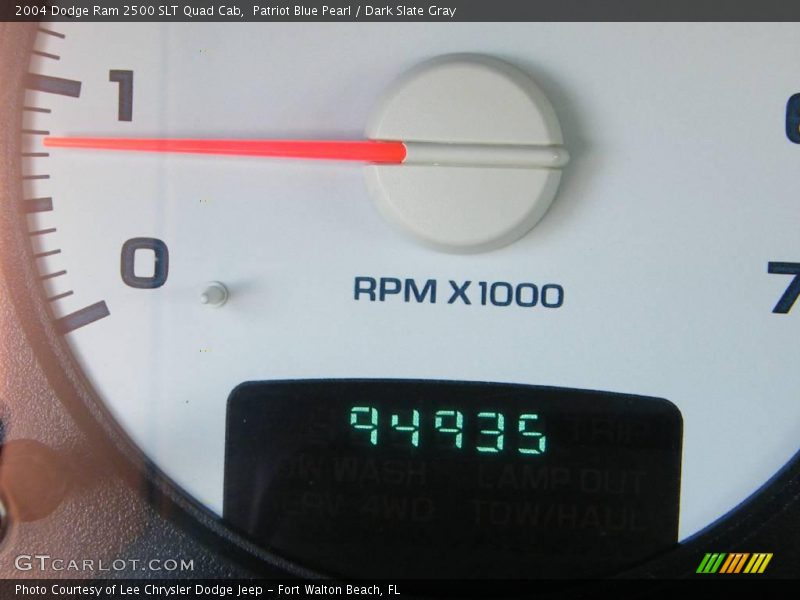 2004 Dodge Ram 2500 SLT Quad Cab,  Patriot Blue Pearl / Dark Slate Gray
1
6
0
7
RPM X1000
94935
TRIP
WASH LAMP OUT
4WD TOW/HAUL
GTCARLOT.COM
Photo Courtesy of Lee Chrysler Dodge Jeep - Fort Walton Beach, FL